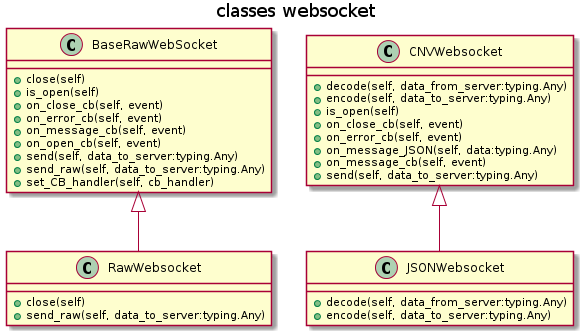 classes websocket
C BaseRawWebSocket
close(self)
is_open(self)
on_close_cb(self, event)
on_error_cb(self, event)
on_message_cb(self, event)
on_open_cb(self, event)
send(self, data_to_server:typing.Any)
send_raw(self, data_to_server:typing.Any)
set_CB_handler(self, cb_handler)
C CNVWebsocket
decode(self, data_from_server:typing.Any)
encode(self, data_to_server:typing.Any)
is_open(self)
on_close_cb(self, event)
on_error_cb(self, event)
on_message_JSON(self, data:typing.Any)
on_message_cb(self, event)
send(self, data_to_server:typing.Any)
C RawWebsocket
close(self)
send_raw(self, data_to_server:typing.Any)
C JSONWebsocket
decode(self, data_from_server:typing.Any)
encode(self, data_to_server:typing.Any)